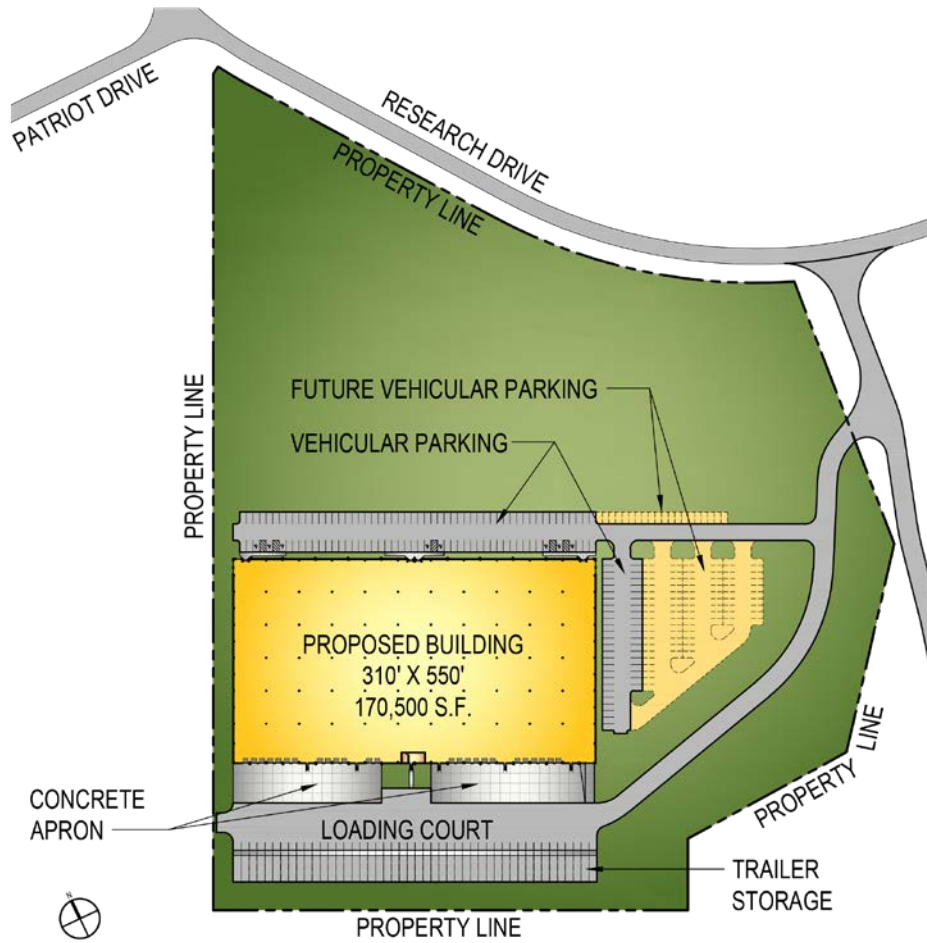 PATRIOT DRIVE
RESEARCH DRIVE
PROPERTY LINE
PROPERTY LINE
FUTURE VEHICULAR PARKING
VEHICULAR PARKING
PROPOSED BUILDING
310' X 550'
170,500 S.F.
PROPERTY LINE
CONCRETE
APRON
LOADING COURT
TRAILER
STORAGE
PROPERTY LINE
N